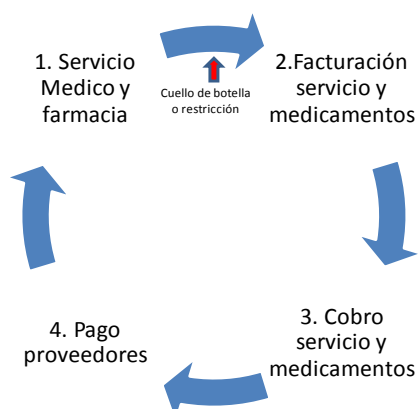 1. Servicio
Medico y
farmacia
Cuello de botella
o restricción
2.Facturación
servicio y
medicamentos
3. Cobro
servicio y
medicamentos
4. Pago
proveedores